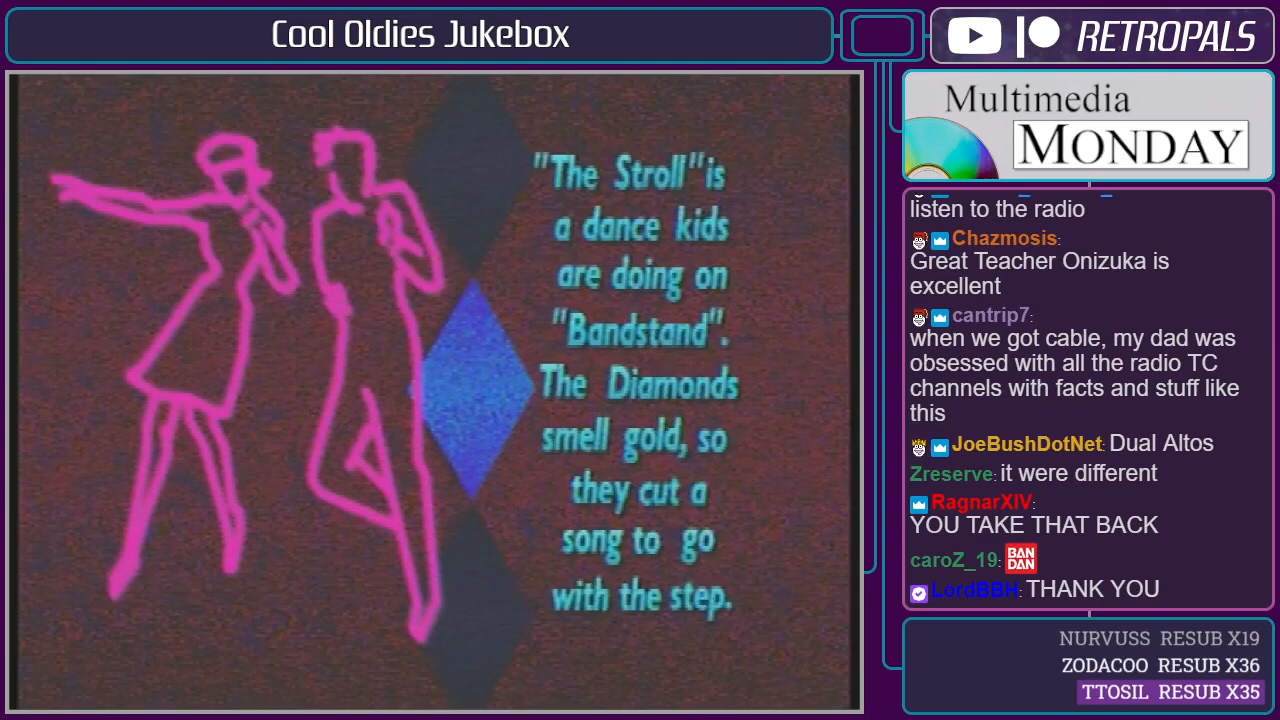 Cool Oldies Jukebox
RETROPALS
Multimedia
MONDAY
"The Stroll" is
a dance kids
are doing on
"Bandstand".
The Diamonds
smell gold, so
they cut a
song to go
with the step.
listen to the radio
Chazmosis:
Great Teacher Onizuka is
excellent
cantrip7:
when we got cable, my dad was
obsessed with all the radio TC
channels with facts and stuff like
this
JoeBushDotNet: Dual Altos
Zreserve: it were different
RagnarXIV:
YOU TAKE THAT BACK
caroZ_19: BAN DAN
LordBBH: THANK YOU
NURVUSS RESUB X19
ZODACOO RESUB X36
TTOSIL RESUB X35